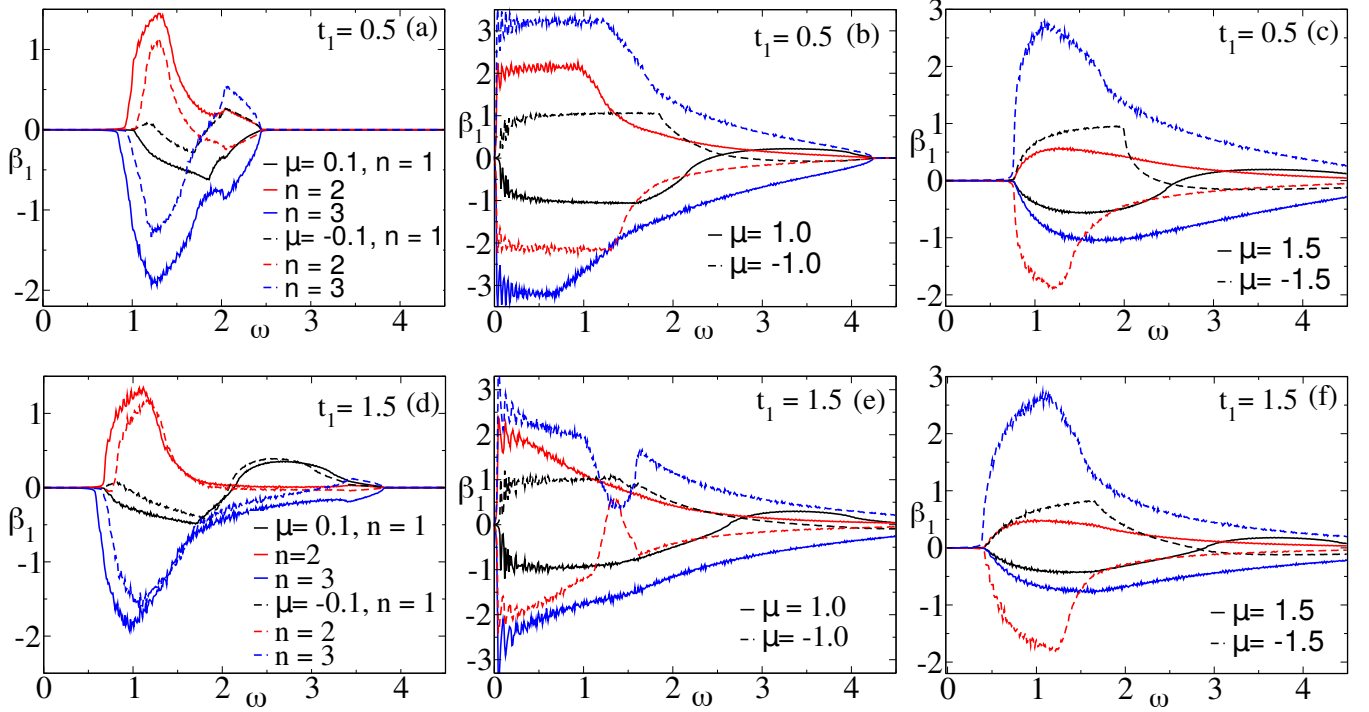 t₁= 0.5 (a)
1
0
-1
-2
β₁
μ= 0.1, n = 1
n = 2
n = 3
μ= -0.1, n = 1
n = 2
n = 3
0 1 2 3 4
ω
t₁= 0.5 (b)
3
2
1
0
-1
-2
-3
β₁
μ= 1.0
μ= -1.0
0 1 2 3 4
ω
t₁= 0.5 (c)
3
2
1
0
-1
-2
β₁
μ= 1.5
μ= -1.5
0 1 2 3 4
ω
t₁= 1.5 (d)
1
0
-1
-2
β₁
μ= 0.1, n = 1
n=2
n = 3
μ= -0.1, n = 1
n = 2
n = 3
0 1 2 3 4
ω
t₁ = 1.5 (e)
3
2
1
0
-1
-2
-3
β₁
μ = 1.0
μ= -1.0
0 1 2 3 4
ω
t₁ = 1.5 (f)
3
2
1
0
-1
-2
β₁
μ= 1.5
μ= -1.5
0 1 2 3 4
ω